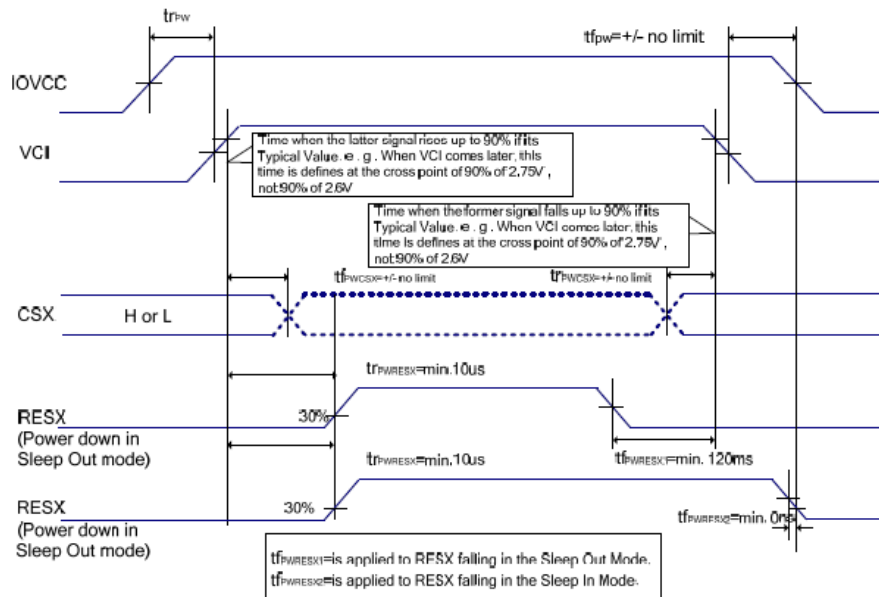 trPW
tfPW=+/- no limit
IOVCC
VCI
Time when the latter signal rises up to 90% if its
Typical Value. e . g . When VCI comes later, this
time is defines at the cross point of 90% of 2.75V ,
not 90% of 2.6V
Time when the former signal falls up to 90% if its
Typical Value. e . g . When VCI comes later, this
time is defines at the cross point of 90% of 2.75V ,
not 90% of 2.6V
tfPWCSX=+/- no limit
trPWCSX=+/- no limit
CSX
H or L
trPWRESX=min.10us
RESX
30%
(Power down in
Sleep Out mode)
tfPWRESX1=min. 120ms
trPWRESX=min.10us
RESX
30%
(Power down in
Sleep Out mode)
tfPWRESX2=min. 0ns
tfPWRESX1=is applied to RESX falling in the Sleep Out Mode.
tfPWRESX2=is applied to RESX falling in the Sleep In Mode.